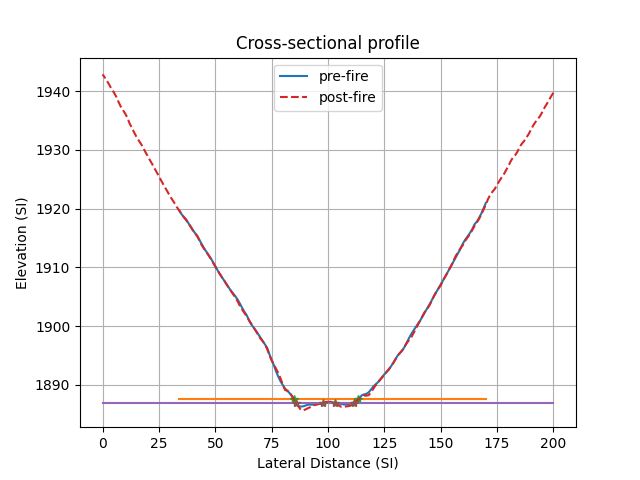 Cross-sectional profile
pre-fire
post-fire
Elevation (SI)
1940
1930
1920
1910
1900
1890
0 25 50 75 100 125 150 175 200
Lateral Distance (SI)